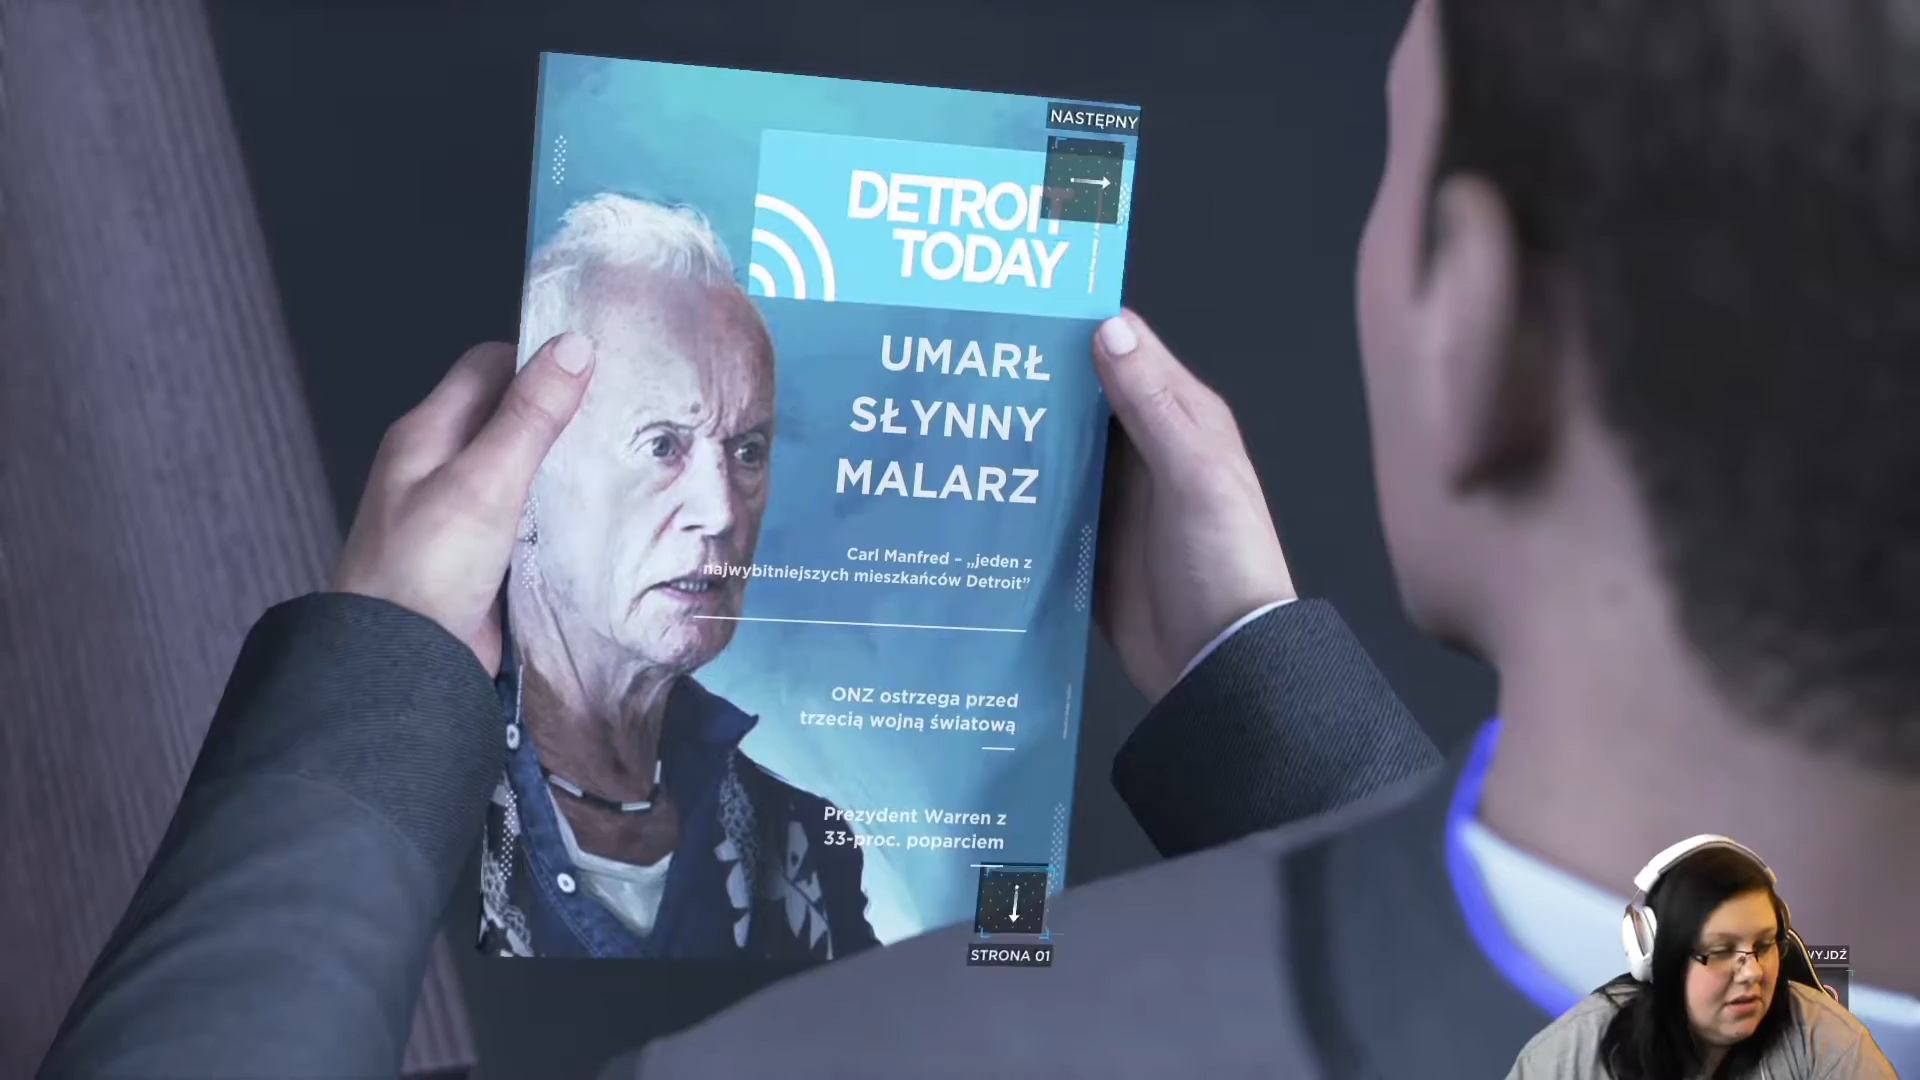 NASTĘPNY
DETROIT
TODAY
UMARŁ
SŁYNNY
MALARZ
Carl Manfred – „jeden z
najwybitniejszych mieszkańców Detroit”
ONZ ostrzega przed
trzecią wojną światową
Prezydent Warren z
33-proc. poparciem
STRONA 01
WYJDŹ